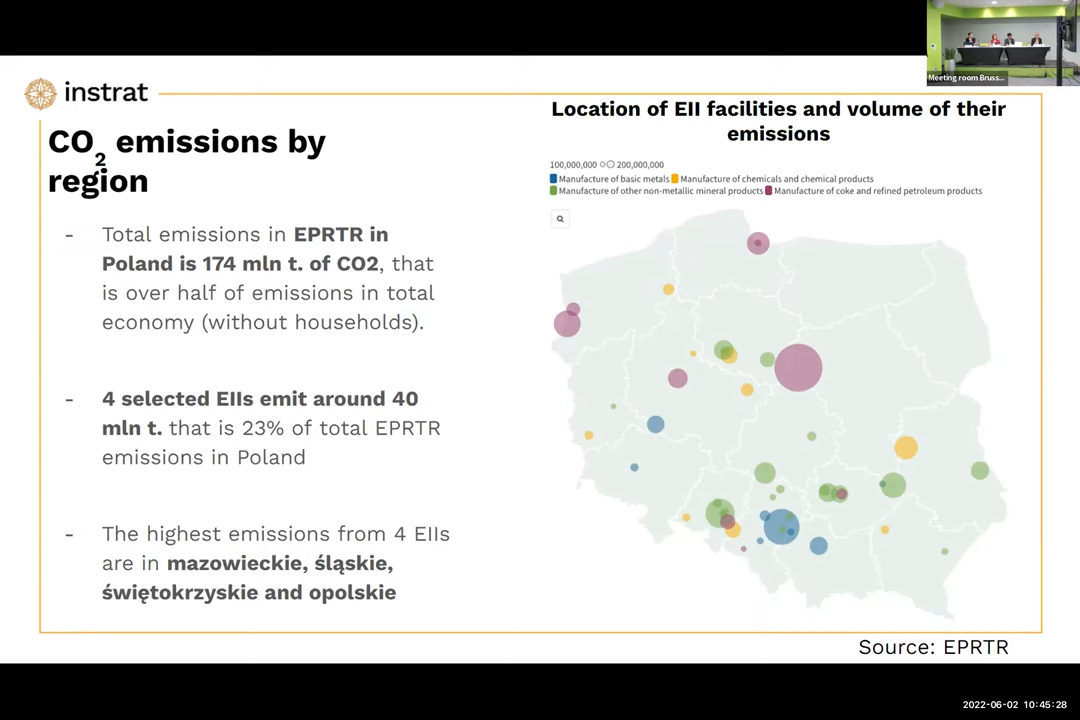 Meeting room Bruss...
instrat
CO2 emissions by
region
- Total emissions in EPRTR in
Poland is 174 mln t. of CO2, that
is over half of emissions in total
economy (without households).
- 4 selected EIIs emit around 40
mln t. that is 23% of total EPRTR
emissions in Poland
- The highest emissions from 4 EIIs
are in mazowieckie, śląskie,
świętokrzyskie and opolskie
Location of EII facilities and volume of their
emissions
100,000,000 200,000,000
Manufacture of basic metals Manufacture of chemicals and chemical products
Manufacture of other non-metallic mineral products Manufacture of coke and refined petroleum products
Source: EPRTR
2022-06-02 10:45:28